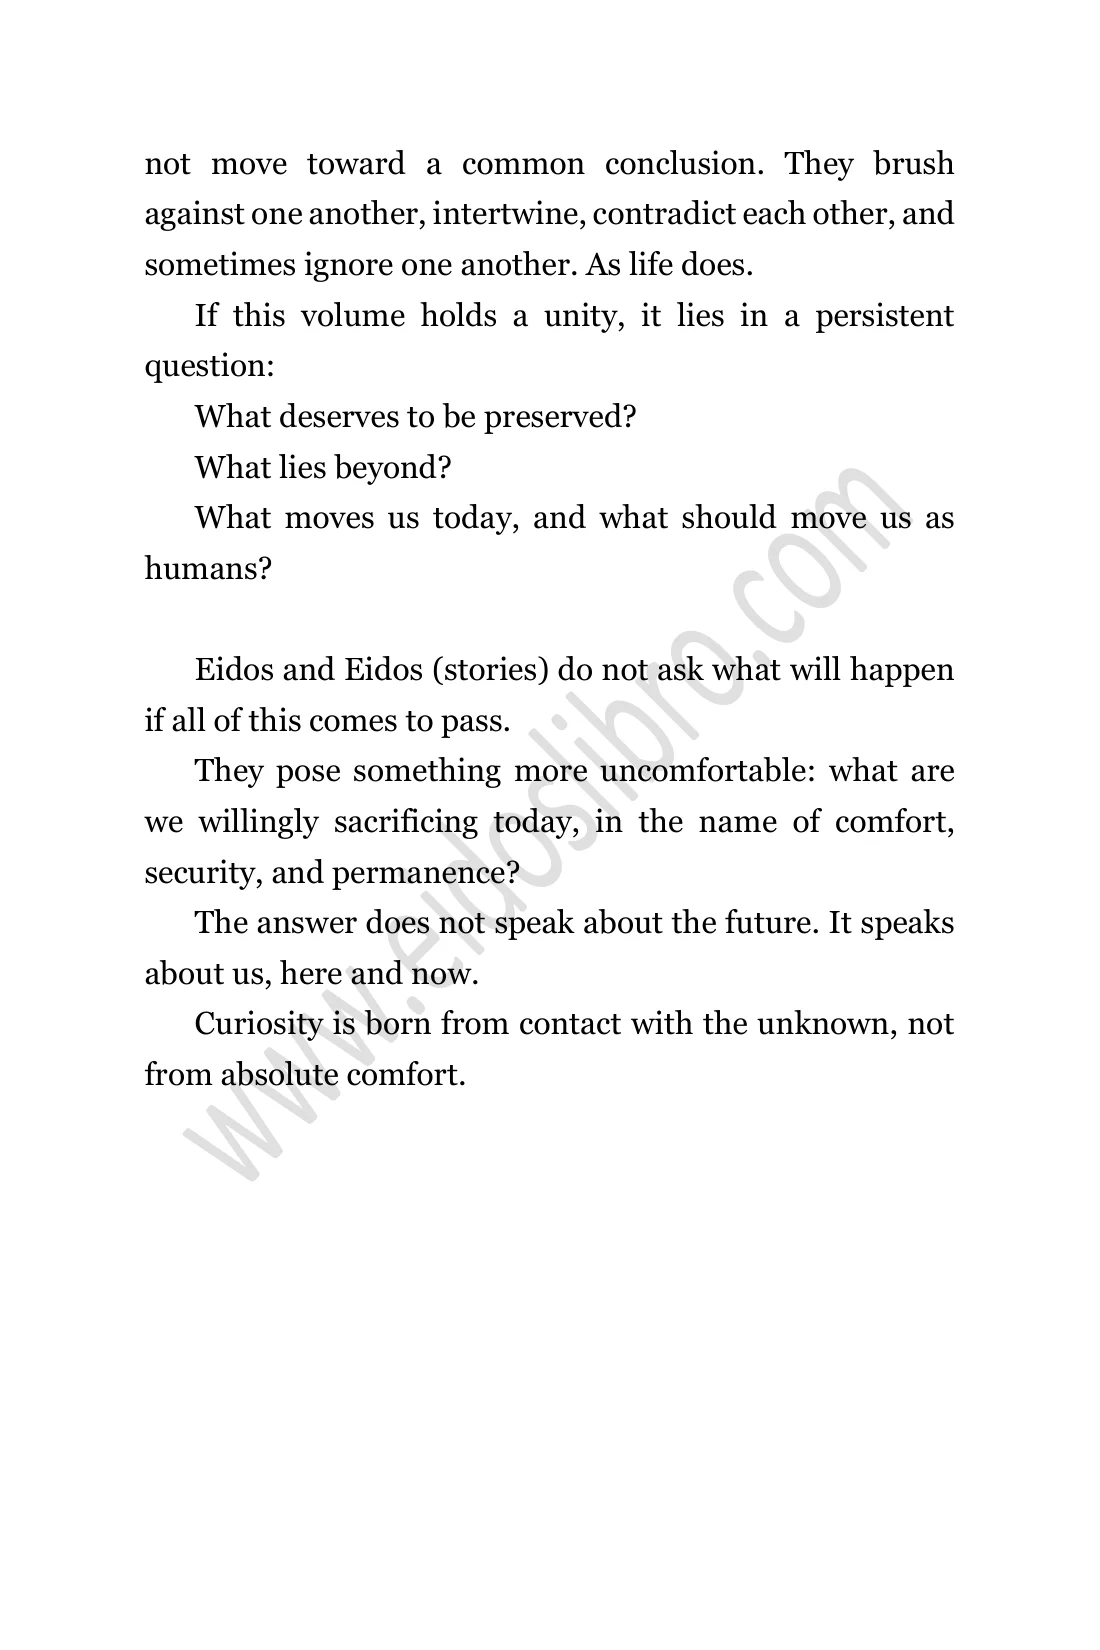 not move toward a common conclusion. They brush
against one another, intertwine, contradict each other, and
sometimes ignore one another. As life does.
If this volume holds a unity, it lies in a persistent
question:
What deserves to be preserved?
What lies beyond?
What moves us today, and what should move us as
humans?
Eidos and Eidos (stories) do not ask what will happen
if all of this comes to pass.
They pose something more uncomfortable: what are
we willingly sacrificing today, in the name of comfort,
security, and permanence?
The answer does not speak about the future. It speaks
about us, here and now.
Curiosity is born from contact with the unknown, not
from absolute comfort.
www.eidoslibro.com